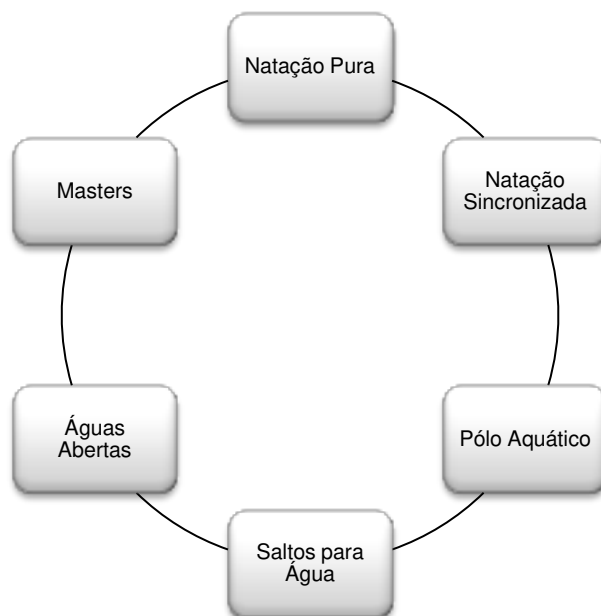 Natação Pura
Natação
Sincronizada
Pólo Aquático
Saltos para
Água
Águas
Abertas
Masters